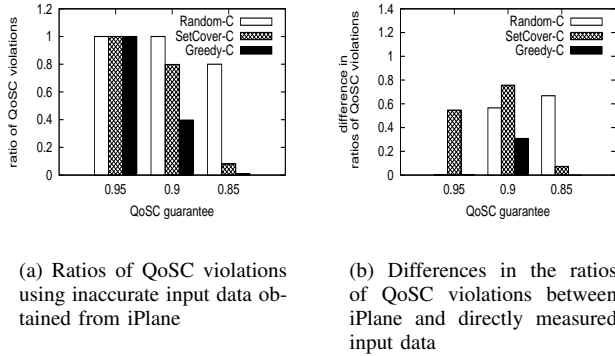 ratio of QoSC violations
1.2
1
0.8
0.6
0.4
0.2
0
Random-C
SetCover-C
Greedy-C
0.95 0.9 0.85
QoSC guarantee
(a) Ratios of QoSC violations
using inaccurate input data ob-
tained from iPlane
difference in
ratios of QoSC violations
1.4
1.2
1
0.8
0.6
0.4
0.2
0
Random-C
SetCover-C
Greedy-C
0.95 0.9 0.85
QoSC guarantee
(b) Differences in the ratios
of QoSC violations between
iPlane and directly measured
input data